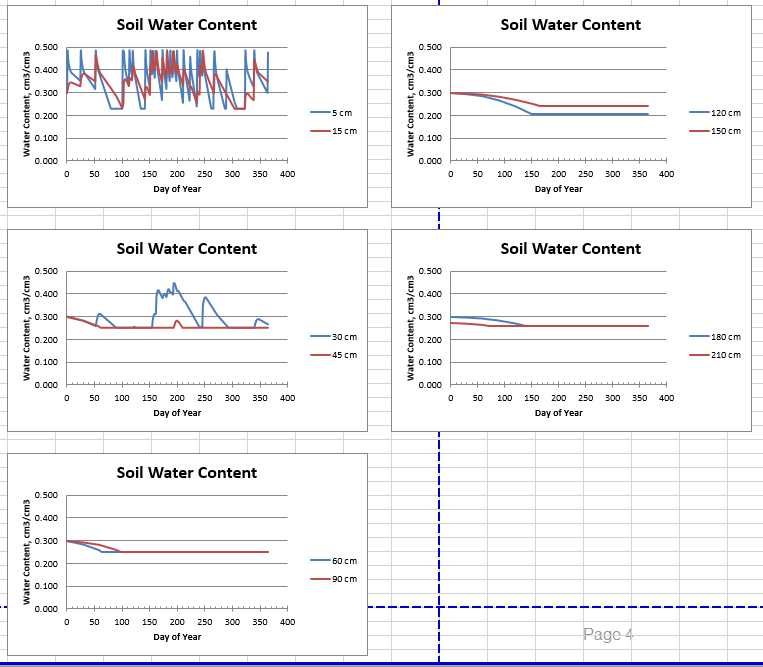 Soil Water Content
Water Content, cm3/cm3
0.500
0.400
0.300
0.200
0.100
0.000
0 50 100 150 200 250 300 350 400
Day of Year
5 cm
15 cm
Soil Water Content
Water Content, cm3/cm3
0.500
0.400
0.300
0.200
0.100
0.000
0 50 100 150 200 250 300 350 400
Day of Year
120 cm
150 cm
Soil Water Content
Water Content, cm3/cm3
0.500
0.400
0.300
0.200
0.100
0.000
0 50 100 150 200 250 300 350 400
Day of Year
30 cm
45 cm
Soil Water Content
Water Content, cm3/cm3
0.500
0.400
0.300
0.200
0.100
0.000
0 50 100 150 200 250 300 350 400
Day of Year
180 cm
210 cm
Soil Water Content
Water Content, cm3/cm3
0.500
0.400
0.300
0.200
0.100
0.000
0 50 100 150 200 250 300 350 400
Day of Year
60 cm
90 cm
Page 4